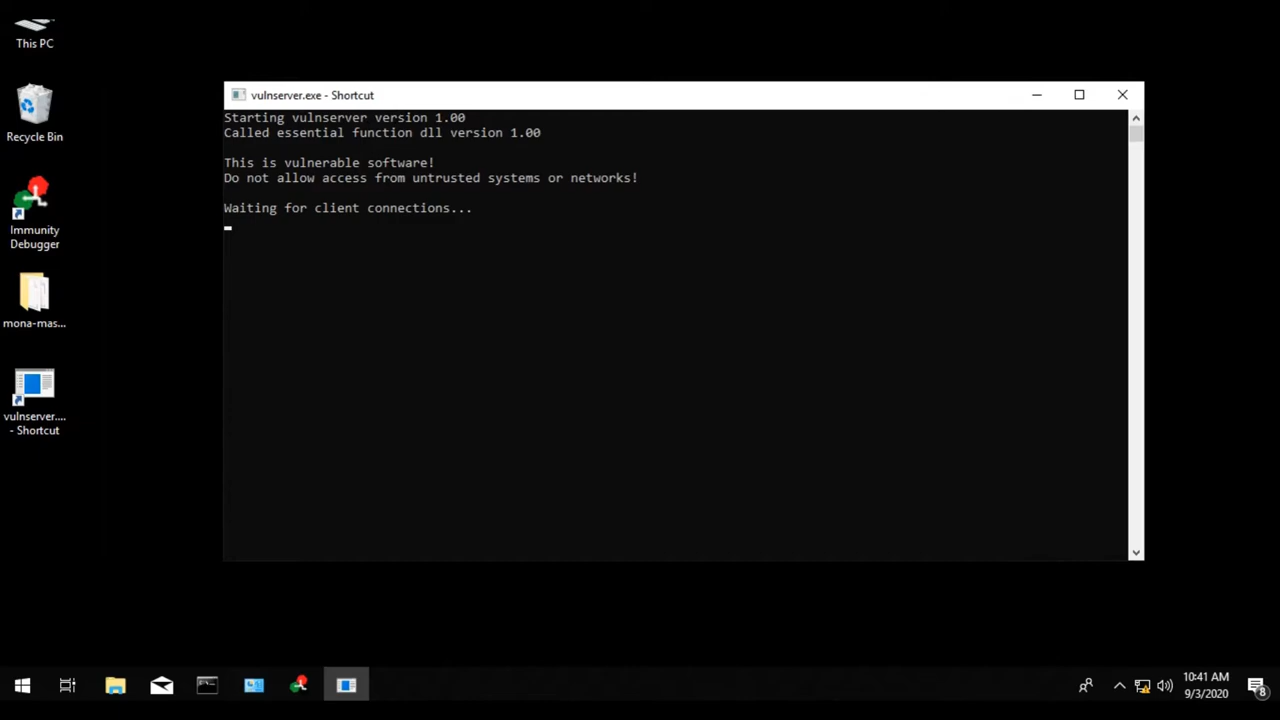 This PC
Recycle Bin
Immunity
Debugger
mona-mas...
vulnserver....
- Shortcut
vulnserver.exe - Shortcut
Starting vulnserver version 1.00
Called essential function dll version 1.00
This is vulnerable software!
Do not allow access from untrusted systems or networks!
Waiting for client connections...
10:41 AM
9/3/2020
8